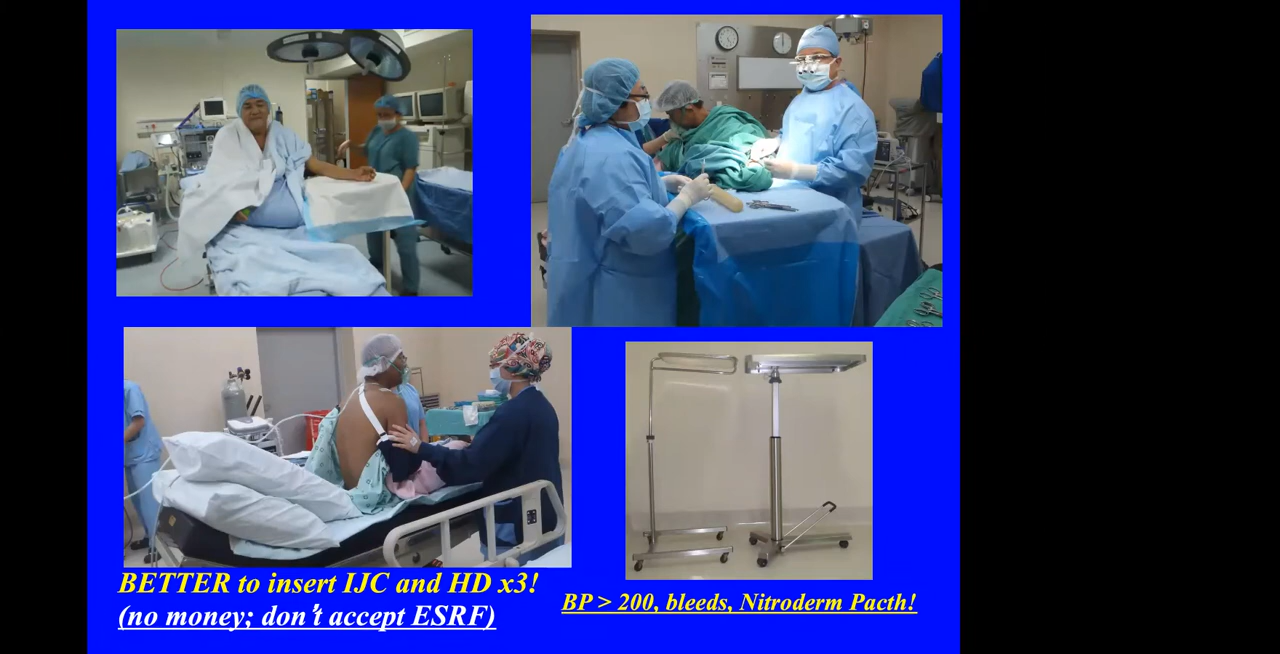 BETTER to insert IJC and HD x3!
(no money; don't accept ESRF)
BP > 200, bleeds, Nitroderm Pacth!